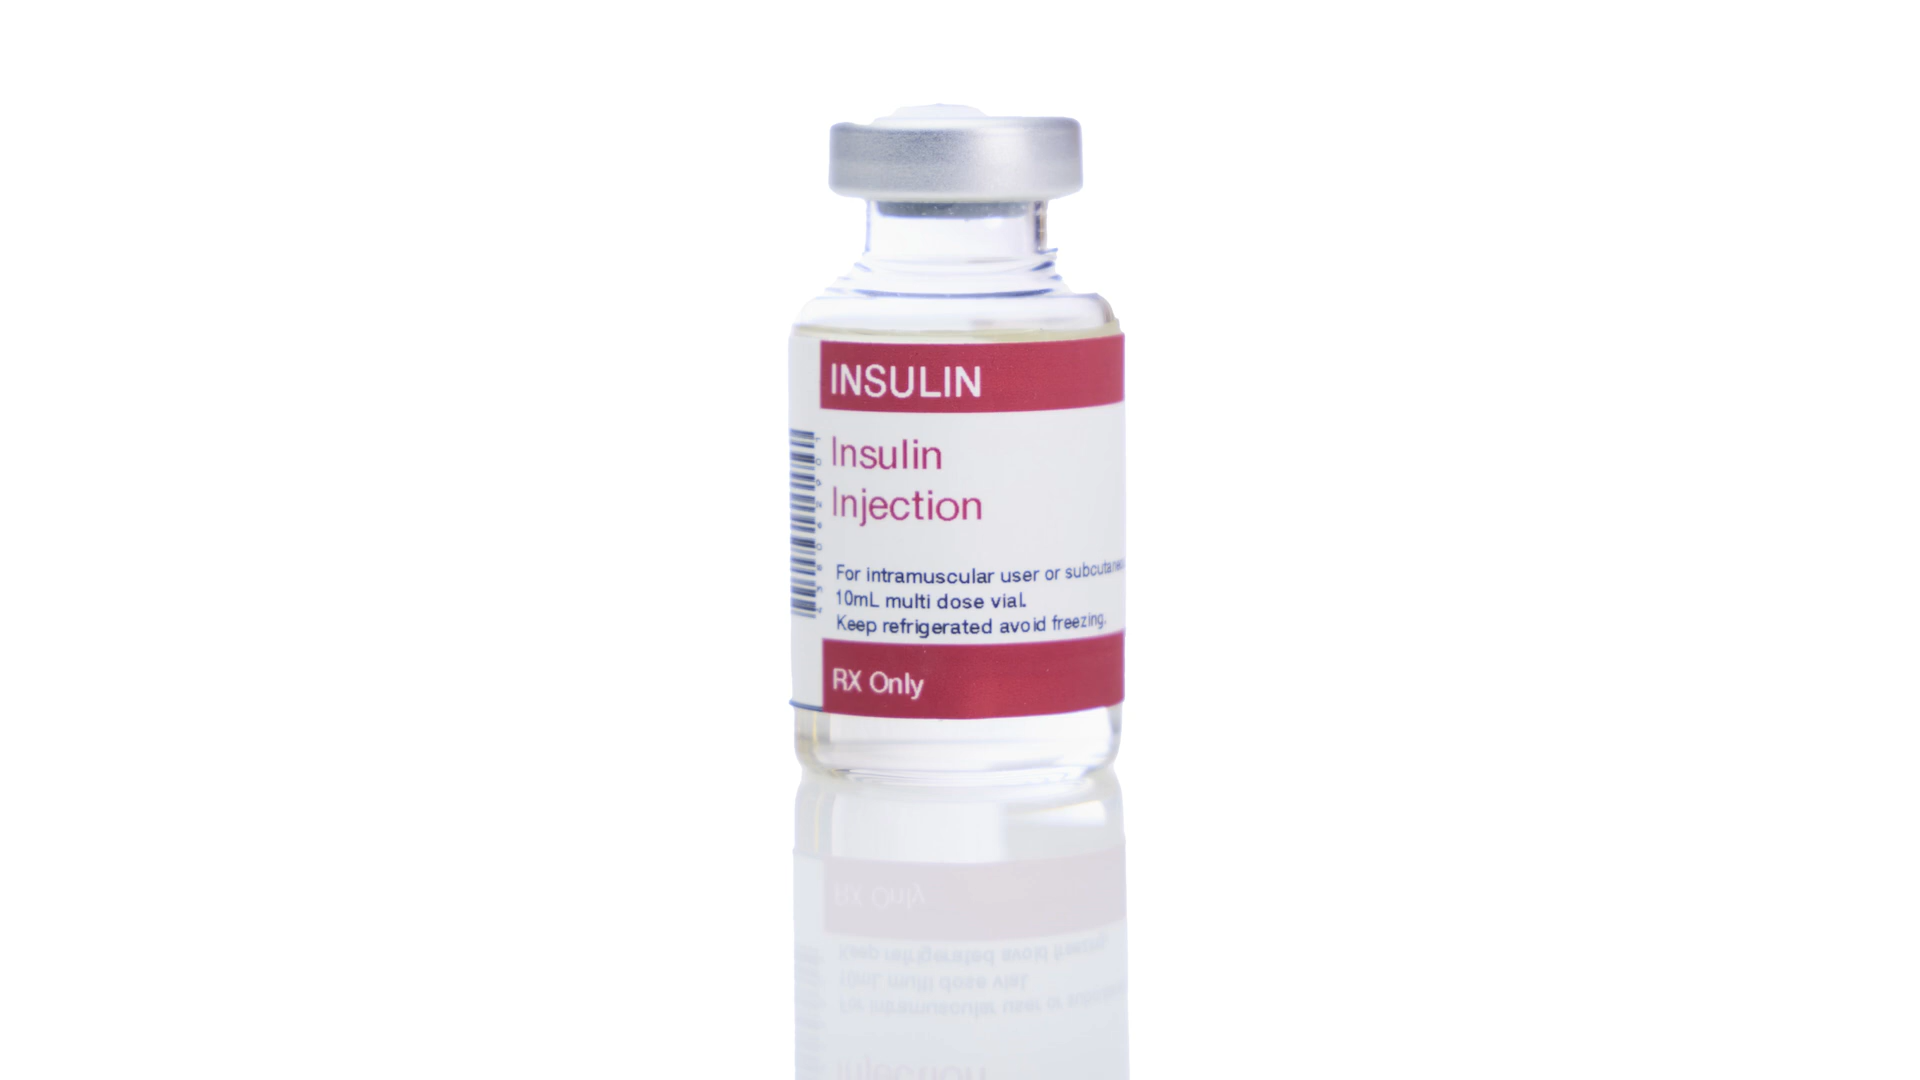 INSULIN
Insulin
Injection
For intramuscular user or
10mL multi dose vial.
Keep refrigerated avoid freezing.
RX Only